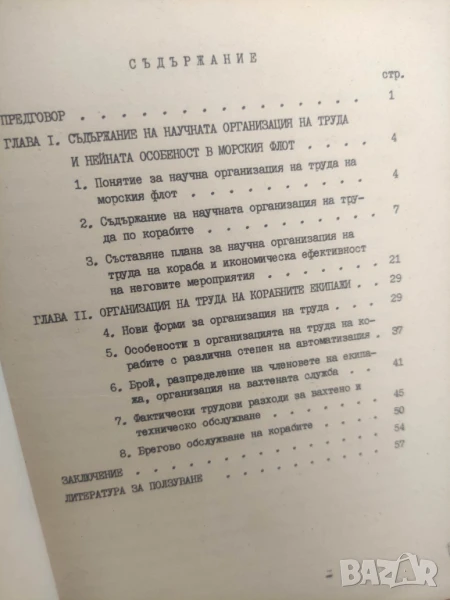 СЪДЪРЖАНИЕ
стр.
ПРЕДГОВОР . . . . . . . . . . . . . . . 1
ГЛАВА I. СЪДЪРЖАНИЕ НА НАУЧНАТА ОРГАНИЗАЦИЯ НА ТРУДА
И НЕЙНАТА ОСОБЕНОСТ В МОРСКИЯ ФЛОТ . . 4
1. Понятие за научна организация на труда на
морския флот . . . . . . . . . . . . 4
2. Съдържание на научната организация на тру-
да по корабите . . . . . . . . . . . 7
3. Съставяне плана за научна организация на
труда на кораба и икономическа ефективност
на неговите мероприятия . . . . . . . 21
ГЛАВА II. ОРГАНИЗАЦИЯ НА ТРУДА НА КОРАБНИТЕ ЕКИПАЖИ . 29
4. Нови форми за организация на труда . . . 29
5. Особености в организацията на труда на ко-
рабите с различна степен на автоматизация . 37
6. Брой, разпределение на членовете на екипа-
жа, организация на вахтената служба . . . 41
7. Фактически трудови разходи за вахтено и
техническо обслужване . . . . . . . . 45
8. Брегово обслужване на корабите . . . . . 50
ЗАКЛЮЧЕНИЕ . . . . . . . . . . . . . . 54
ЛИТЕРАТУРА ЗА ПОЛЗУВАНЕ . . . . . . . . . 57
bazar.bg